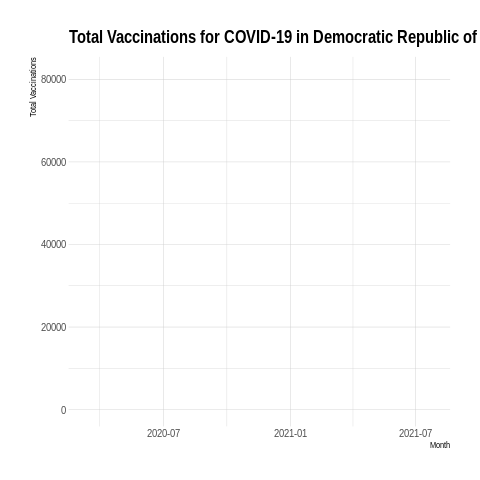 Total Vaccinations for COVID-19 in Democratic Republic of
Total Vaccinations
80000
60000
40000
20000
0
2020-07 2021-01 2021-07
Month